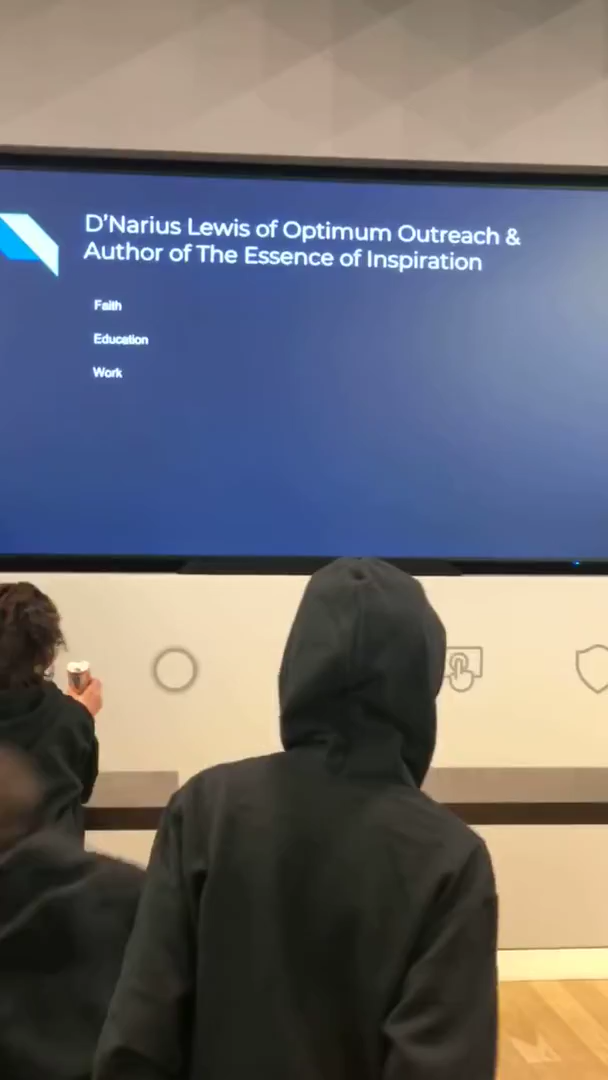 D'Narius Lewis of Optimum Outreach &
Author of The Essence of Inspiration
Faith
Education
Work